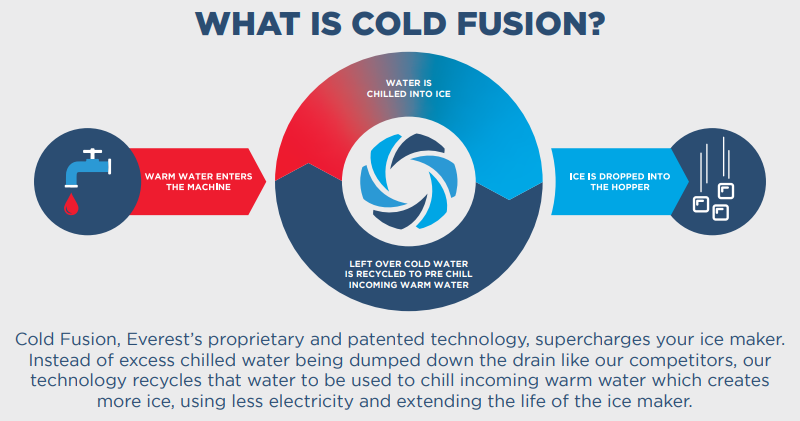 WHAT IS COLD FUSION?
WATER IS
CHILLED INTO ICE
WARM WATER ENTERS
THE MACHINE
ICE IS DROPPED INTO
THE HOPPER
LEFT OVER COLD WATER
IS RECYCLED TO PRE CHILL
INCOMING WARM WATER
Cold Fusion, Everest's proprietary and patented technology, supercharges your ice maker.
Instead of excess chilled water being dumped down the drain like our competitors, our
technology recycles that water to be used to chill incoming warm water which creates
more ice, using less electricity and extending the life of the ice maker.